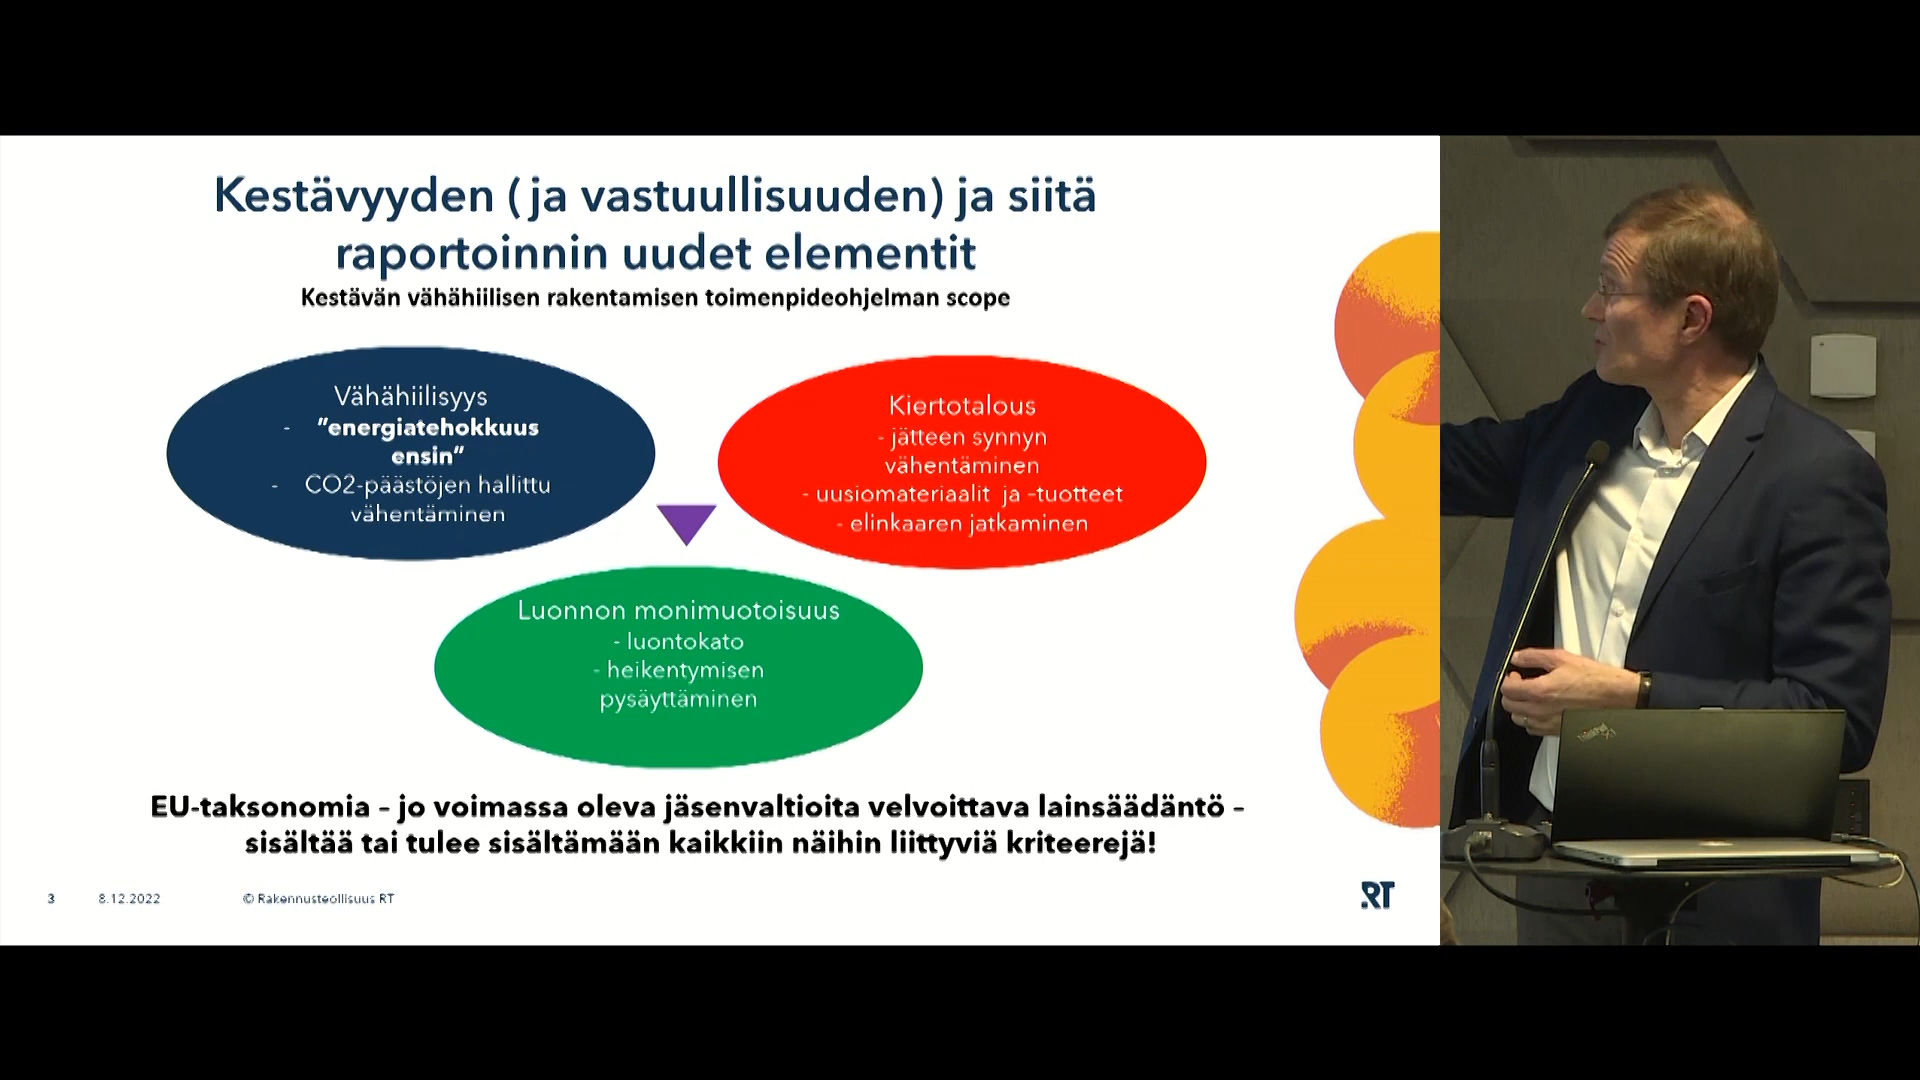 Kestävyyden (ja vastuullisuuden) ja siitä
raportoinnin uudet elementit
Kestävän vähähiilisen rakentamisen toimenpideohjelman scope
Vähähiilisyys
- ”energiatehokkuus
ensin”
- CO2-päästöjen hallittu
vähentäminen
Kiertotalous
- jätteen synnyn
vähentäminen
- uusiomateriaalit ja -tuotteet
- elinkaaren jatkaminen
Luonnon monimuotoisuus
- luontokato
- heikentymisen
pysäyttäminen
EU-taksonomia – jo voimassa oleva jäsenvaltioita velvoittava lainsäädäntö –
sisältää tai tulee sisältämään kaikkiin näihin liittyviä kriteerejä!
3 8.12.2022 © Rakennusteollisuus RT
RT